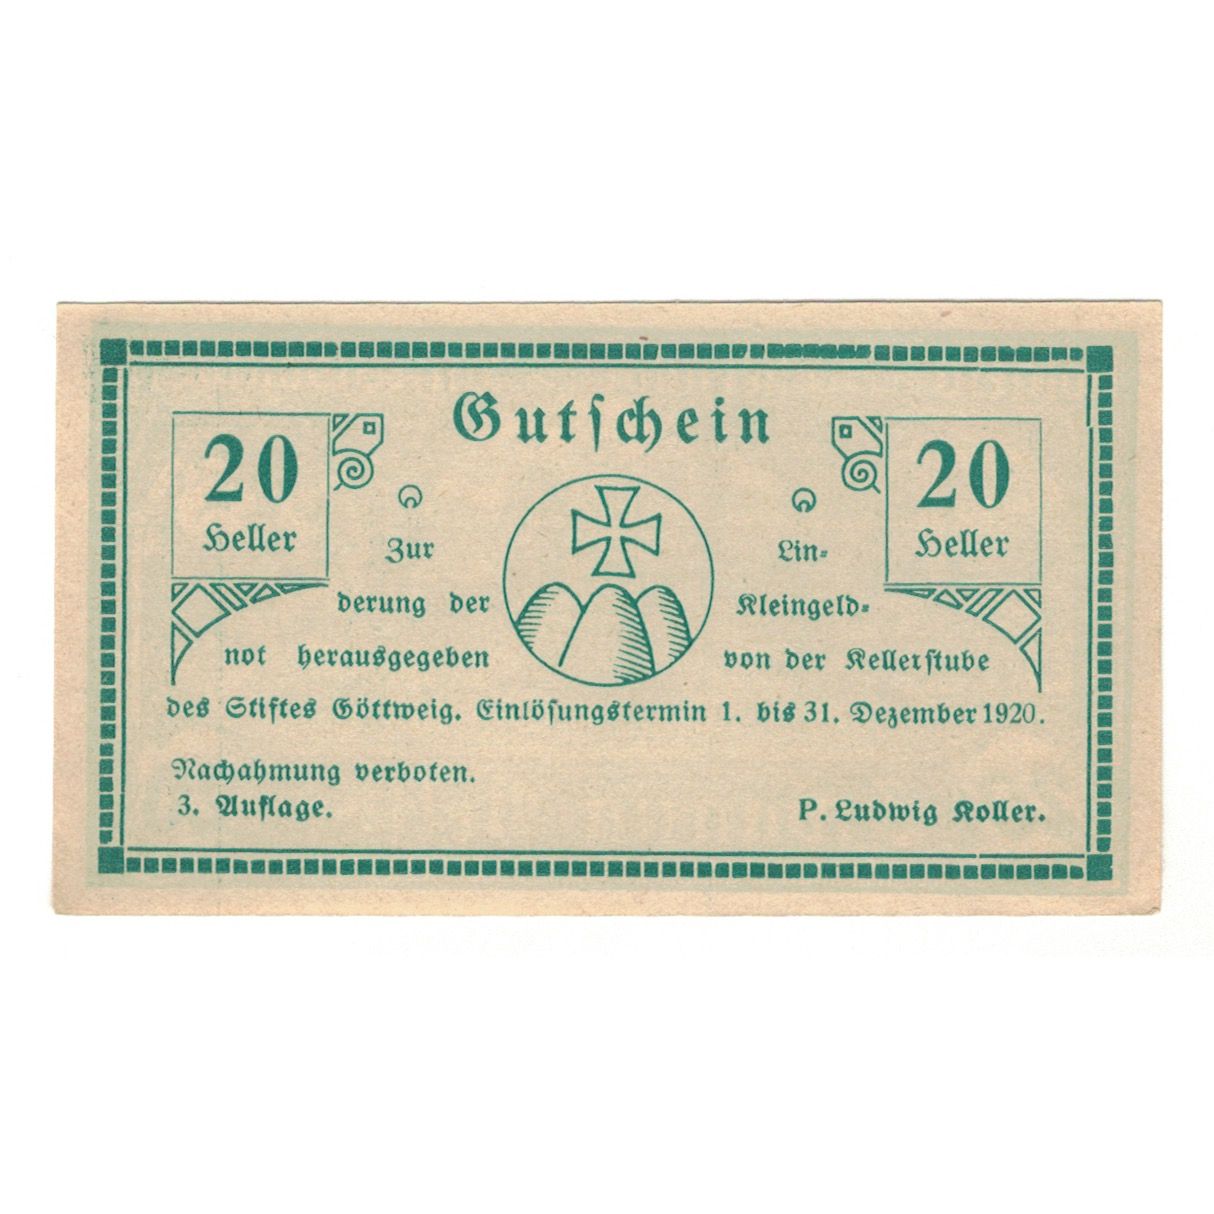 Gutschein
20 20
Heller Heller
Zur Lin-
derung der Kleingeld-
not herausgegeben von der Kellerstube
des Stiftes Göttweig. Einlösungstermin 1. bis 31. Dezember 1920.
Nachahmung verboten.
3. Auflage. P. Ludwig Koller.